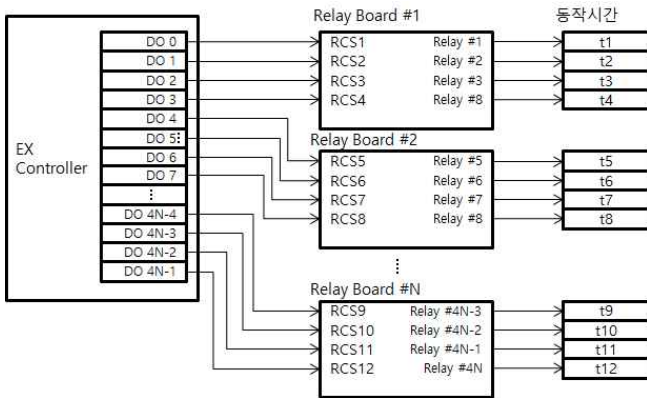 Relay Board #1
동작시간
DO 0
RCS1
Relay #1
t1
DO 1
RCS2
Relay #2
t2
DO 2
RCS3
Relay #3
t3
DO 3
RCS4
Relay #8
t4
DO 4
DO 5
DO 6
DO 7
EX
Controller
DO 4N-4
DO 4N-3
DO 4N-2
DO 4N-1
Relay Board #2
RCS5
Relay #5
t5
RCS6
Relay #6
t6
RCS7
Relay #7
t7
RCS8
Relay #8
t8
Relay Board #N
RCS9
Relay #4N-3
t9
RCS10
Relay #4N-2
t10
RCS11
Relay #4N-1
t11
RCS12
Relay #4N
t12